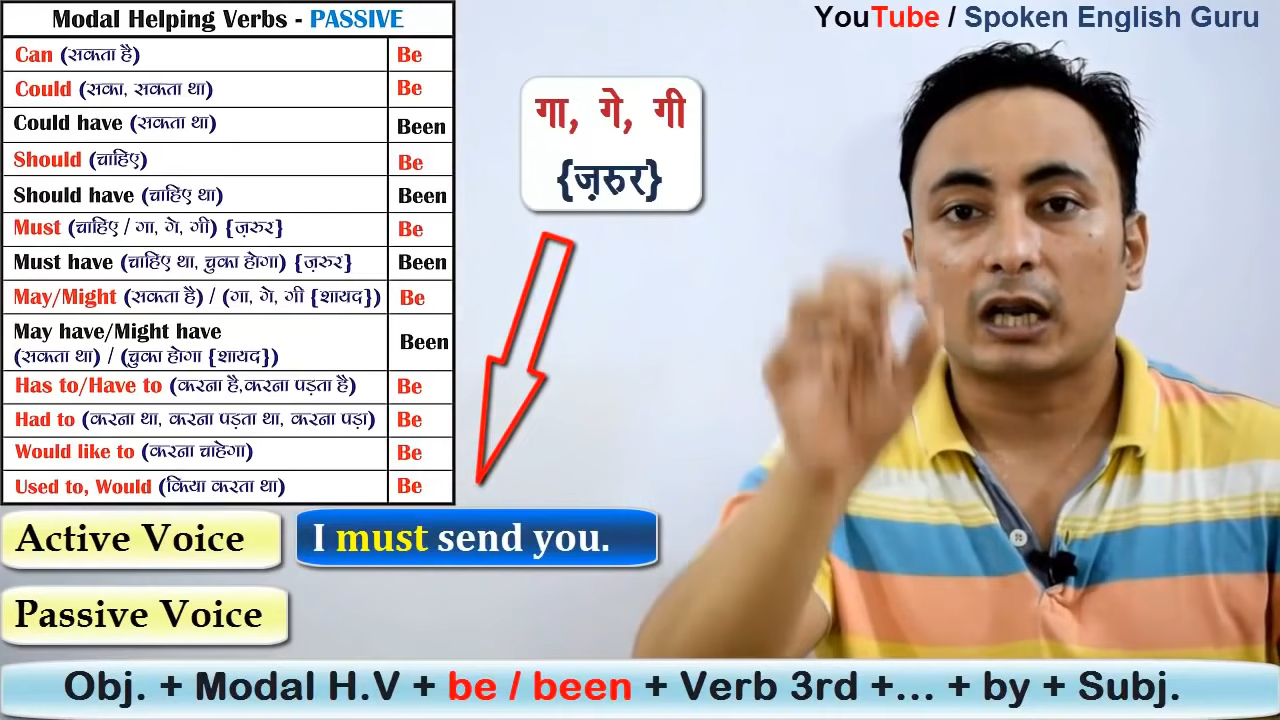 Modal Helping Verbs - PASSIVE
Can (सकता है) Be
Could (सका, सकता था) Be
Could have (सकता था) Been
Should (चाहिए) Be
Should have (चाहिए था) Been
Must (चाहिए / गा, गे, गी) {ज़रुर} Be
Must have (चाहिए था, चुका होगा) {ज़रुर} Been
May/Might (सकता है) / (गा, गे, गी {शायद}) Be
May have/Might have Been
(सकता था) / (चुका होगा {शायद})
Has to/Have to (करना है,करना पड़ता है) Be
Had to (करना था, करना पड़ता था, करना पड़ा) Be
Would like to (करना चाहेगा) Be
Used to, Would (किया करता था) Be
YouTube / Spoken English Guru
गा, गे, गी
{ज़रुर}
Active Voice
I must send you.
Passive Voice
Obj. + Modal H.V + be / been + Verb 3rd +... + by + Subj.